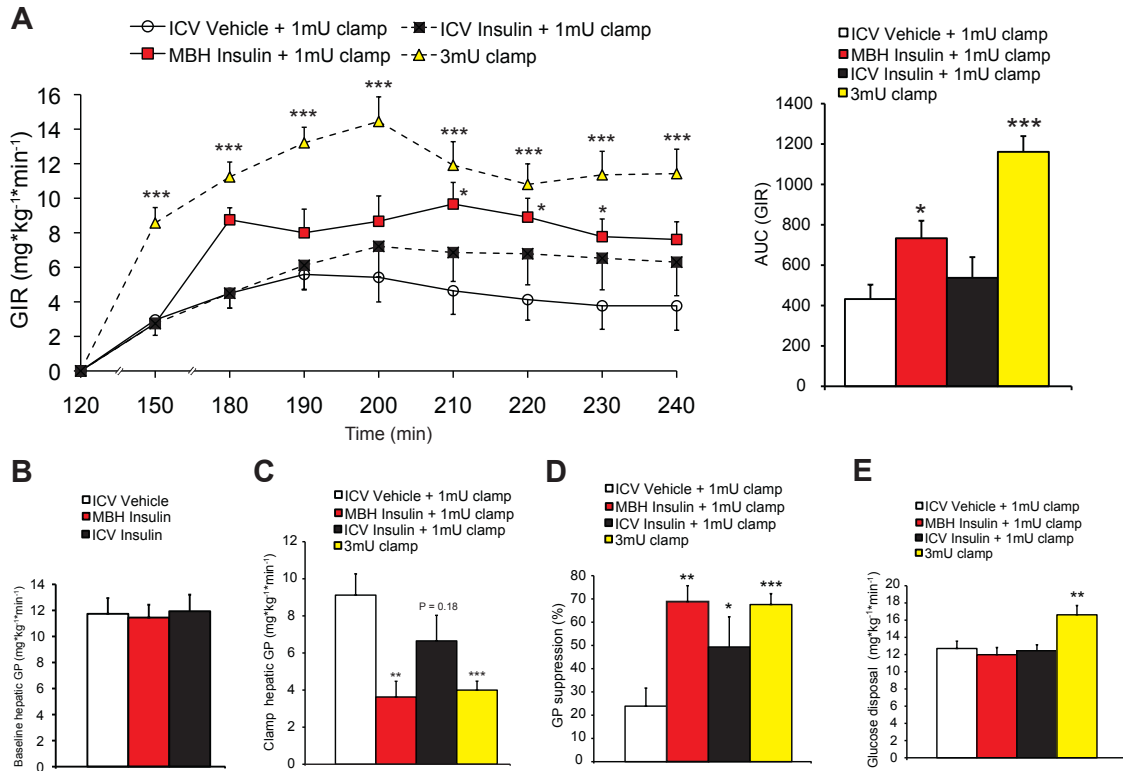 A
ICV Vehicle + 1mU clamp
ICV Insulin + 1mU clamp
MBH Insulin + 1mU clamp
3mU clamp
GIR (mg*kg⁻¹*min⁻¹)
16
14
12
10
8
6
4
2
0
***
***
***
***
***
***
***
***
*
*
*
120
150
180
190
200
210
220
230
240
Time (min)
ICV Vehicle + 1mU clamp
MBH Insulin + 1mU clamp
ICV Insulin + 1mU clamp
3mU clamp
AUC (GIR)
1400
1200
1000
800
600
400
200
0
*
***
B
ICV Vehicle
MBH Insulin
ICV Insulin
Baseline hepatic GP (mg*kg⁻¹*min⁻¹)
14
12
10
8
6
4
2
0
C
ICV Vehicle + 1mU clamp
MBH Insulin + 1mU clamp
ICV Insulin + 1mU clamp
3mU clamp
Clamp hepatic GP (mg*kg⁻¹*min⁻¹)
12
10
8
6
4
2
0
**
P = 0.18
***
D
ICV Vehicle + 1mU clamp
MBH Insulin + 1mU clamp
ICV Insulin + 1mU clamp
3mU clamp
GP suppression (%)
80
70
60
50
40
30
20
10
0
**
*
***
E
ICV Vehicle + 1mU clamp
MBH Insulin + 1mU clamp
ICV Insulin + 1mU clamp
3mU clamp
Glucose disposal (mg*kg⁻¹*min⁻¹)
20
18
16
14
12
10
8
6
4
2
0
**